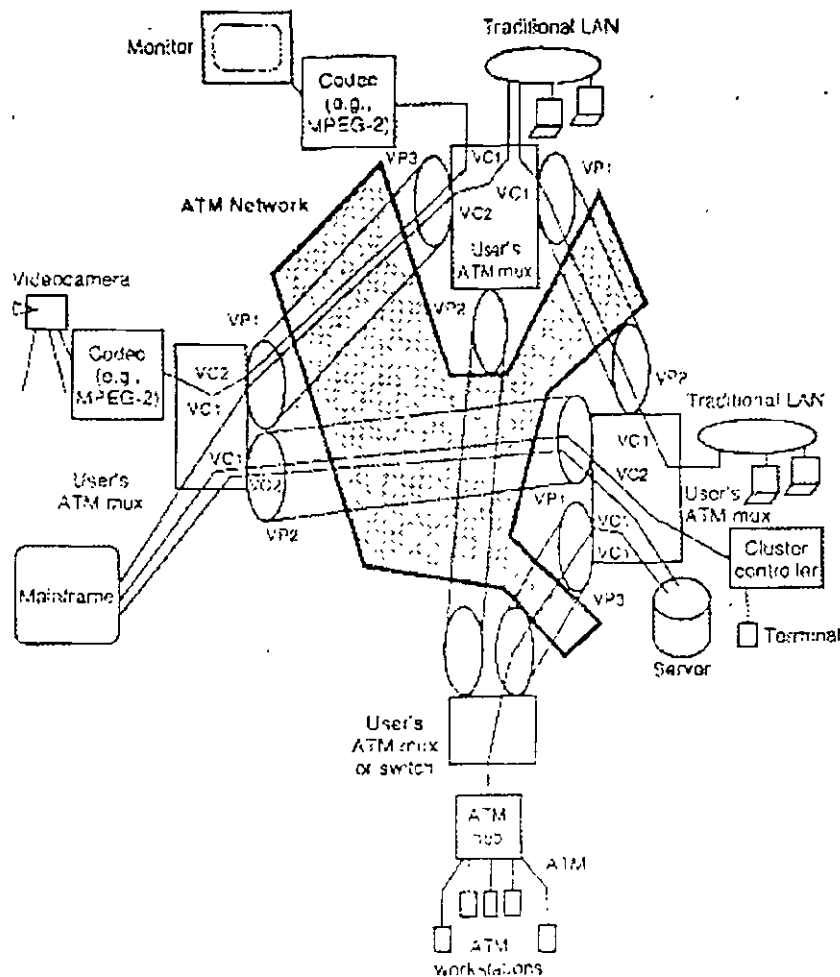 Traditional LAN
Monitor
Codec
(e.g.,
MPEG-2)
VP3
VC1
VP1
VC1
VC2
ATM Network
User's
ATM mux
Videocamera
VP1
VP2
Codec
(e.g.,
MPEG-2)
VC2
VC1
VP2
Traditional LAN
VC1
VC1
VC2
User's
ATM mux
VC2
VP1
User's
ATM mux
VP2
VC1
VC1
Cluster
controller
Mainframe
VP3
Terminal
Server
User's
ATM mux
or switch
ATM
hub
ATM
ATM
workstations